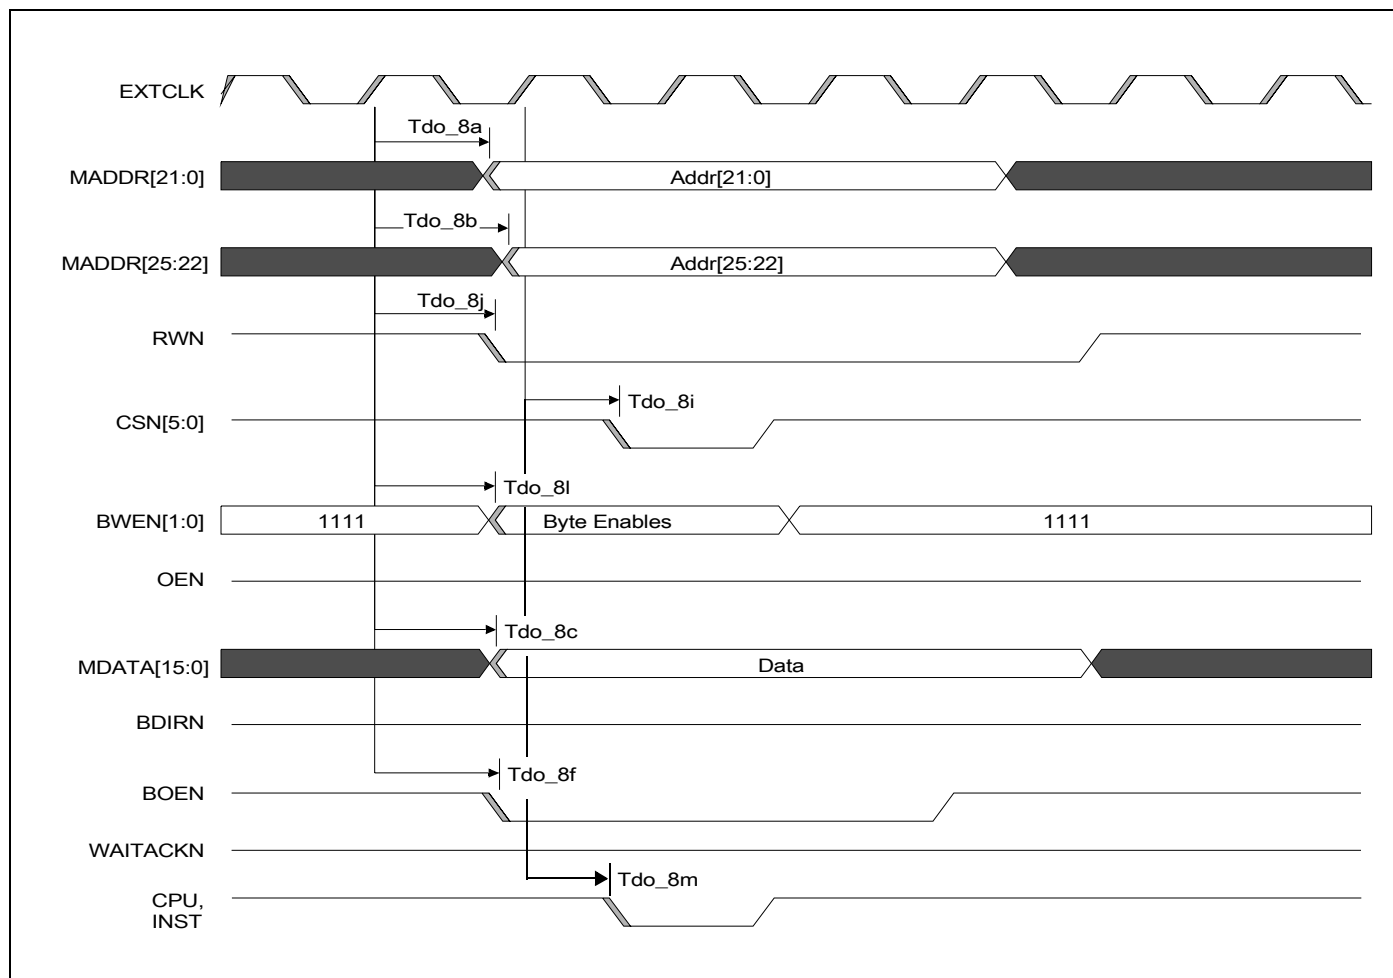 EXTCLK
Tdo_8a
MADDR[21:0]
Addr[21:0]
Tdo_8b
MADDR[25:22]
Addr[25:22]
Tdo_8j
RWN
Tdo_8i
CSN[5:0]
Tdo_8l
BWEN[1:0]
1111
Byte Enables
1111
OEN
Tdo_8c
MDATA[15:0]
Data
BDIRN
Tdo_8f
BOEN
WAITACKN
Tdo_8m
CPU,
INST